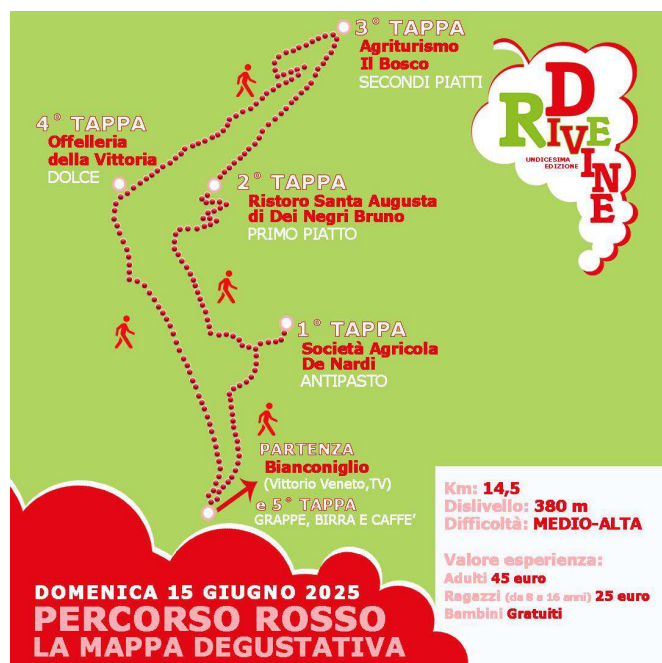 3° TAPPA
Agriturismo
Il Bosco
SECONDI PIATTI
RIVE
DIVINE
UNDICESIMA
EDIZIONE
4° TAPPA
Offelleria
della Vittoria
DOLCE
2° TAPPA
Ristoro Santa Augusta
di Dei Negri Bruno
PRIMO PIATTO
1° TAPPA
Società Agricola
De Nardi
ANTIPASTO
PARTENZA
Bianconiglio
(Vittorio Veneto,TV)
e 5° TAPPA
GRAPPE, BIRRA E CAFFE’
Km: 14,5
Dislivello: 380 m
Difficoltà: MEDIO-ALTA
Valore esperienza:
Adulti 45 euro
Ragazzi (da 8 a 16 anni) 25 euro
Bambini Gratuiti
DOMENICA 15 GIUGNO 2025
PERCORSO ROSSO
LA MAPPA DEGUSTATIVA